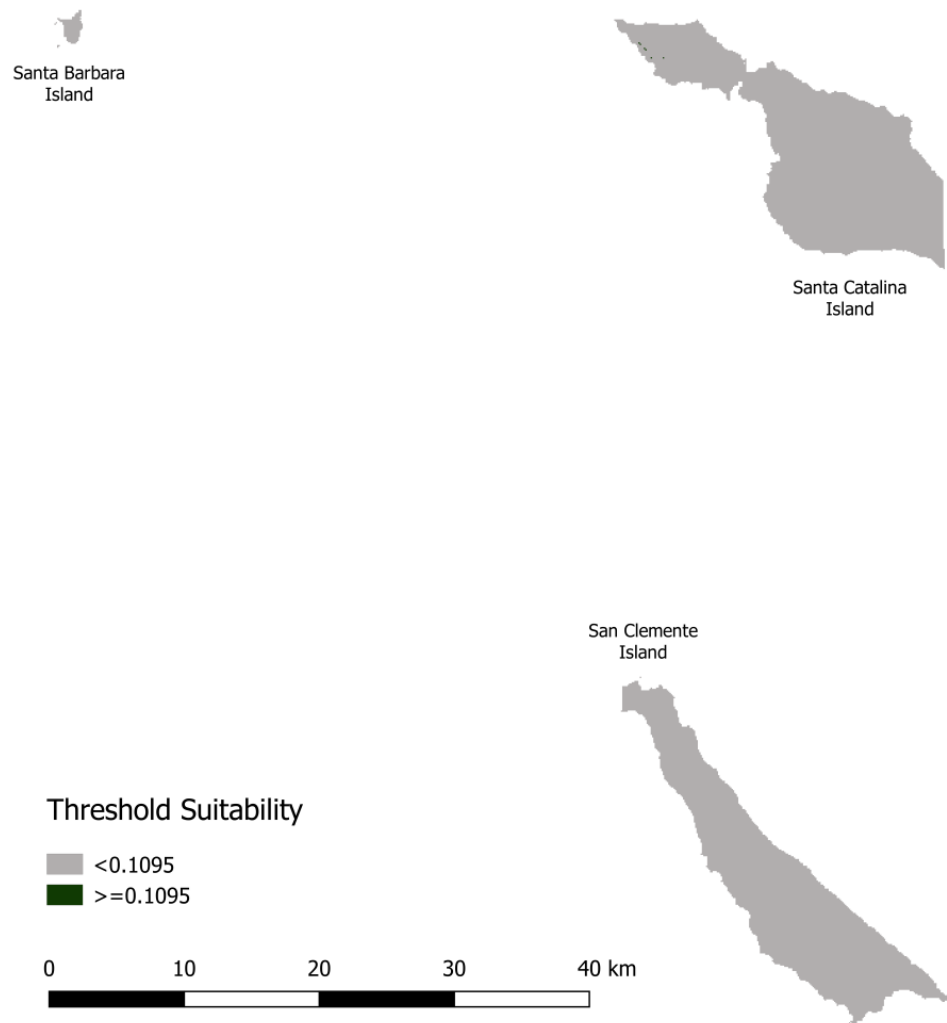 Santa Barbara
Island
Santa Catalina
Island
San Clemente
Island
Threshold Suitability
<0.1095
>=0.1095
0 10 20 30 40 km